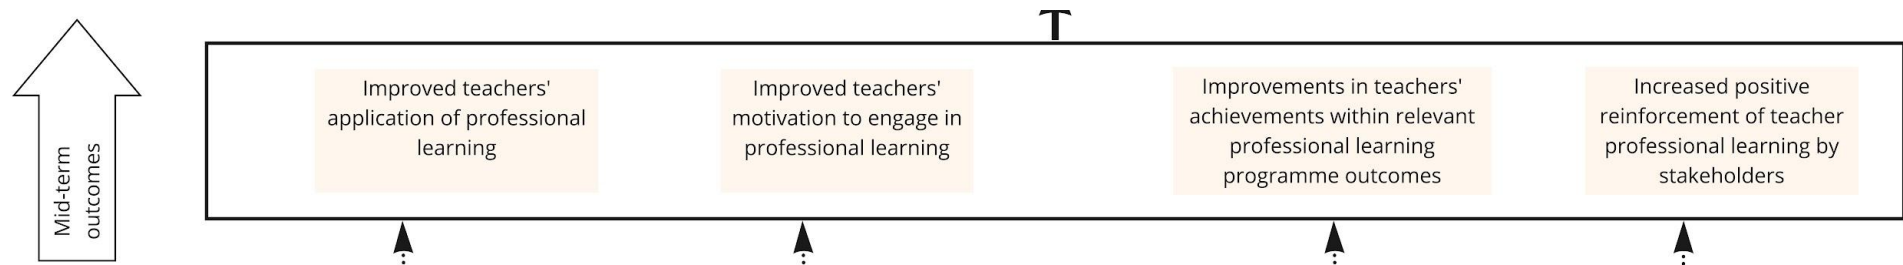 Mid-term
outcomes
Improved teachers'
application of professional
learning
Improved teachers'
motivation to engage in
professional learning
Improvements in teachers'
achievements within relevant
professional learning
programme outcomes
Increased positive
reinforcement of teacher
professional learning by
stakeholders